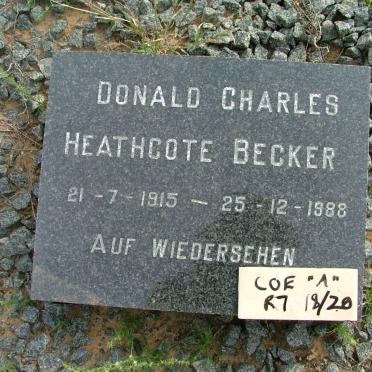 DONALD CHARLES
HEATHCOTE BECKER
21-7-1915 — 25-12-1988
AUF WIEDERSEHEN
COE "A"
R7 18/20